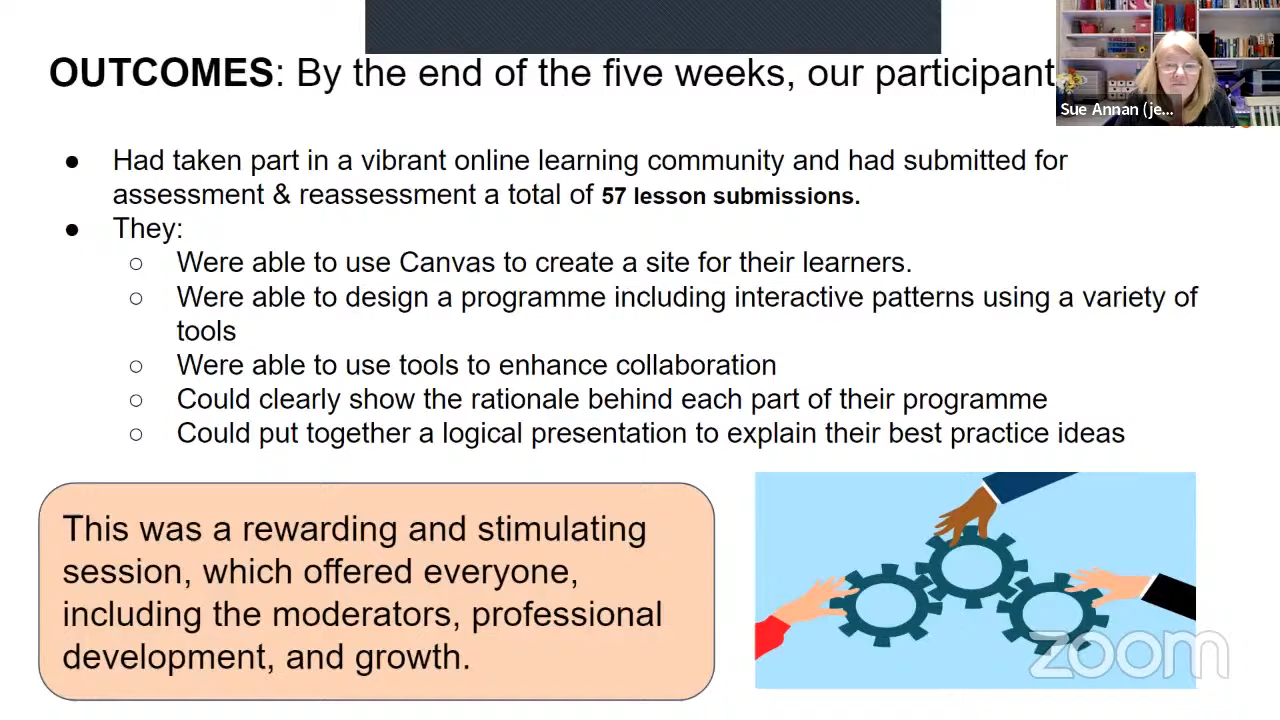 OUTCOMES: By the end of the five weeks, our participant
Sue Annan (je...
● Had taken part in a vibrant online learning community and had submitted for
assessment & reassessment a total of 57 lesson submissions.
● They:
○ Were able to use Canvas to create a site for their learners.
○ Were able to design a programme including interactive patterns using a variety of
tools
○ Were able to use tools to enhance collaboration
○ Could clearly show the rationale behind each part of their programme
○ Could put together a logical presentation to explain their best practice ideas
This was a rewarding and stimulating
session, which offered everyone,
including the moderators, professional
development, and growth.
zoom